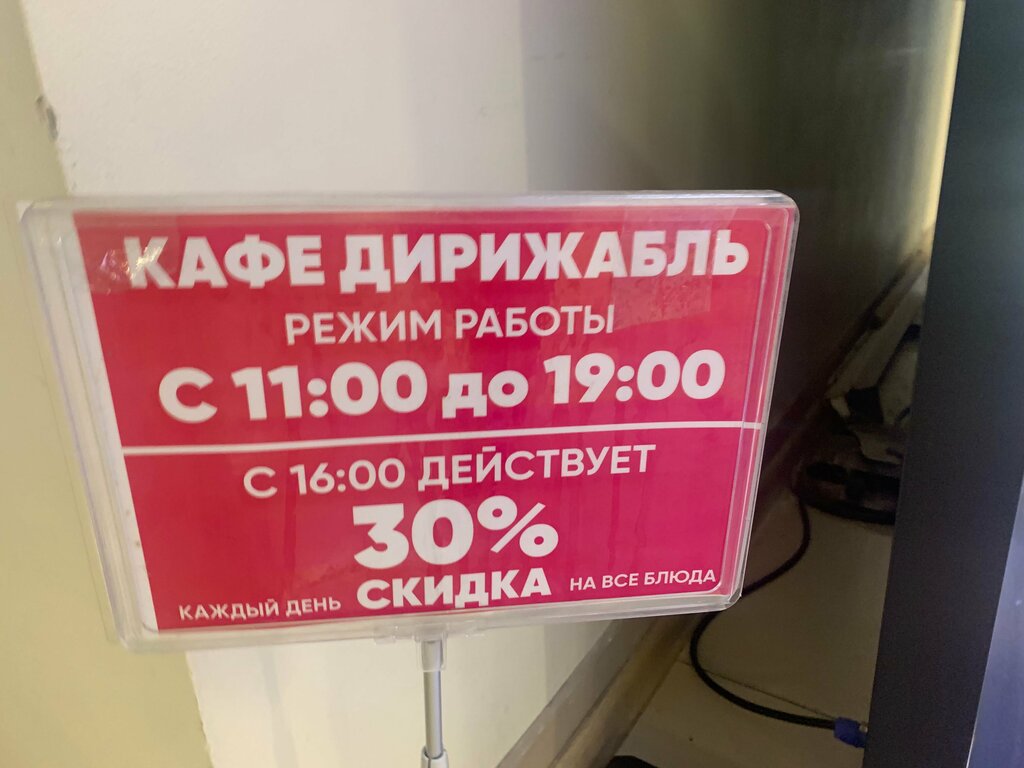 КАФЕ ДИРИЖАБЛЬ
РЕЖИМ РАБОТЫ
С 11:00 до 19:00
С 16:00 ДЕЙСТВУЕТ
30%
КАЖДЫЙ ДЕНЬ СКИДКА НА ВСЕ БЛЮДА